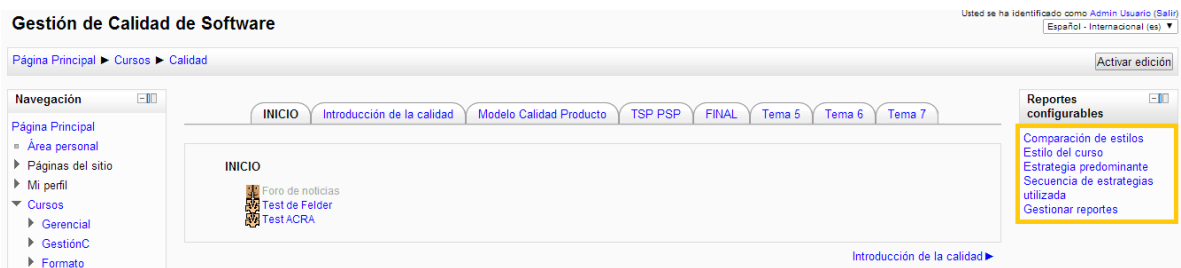 Gestión de Calidad de Software
Usted se ha identificado como Admin Usuario (Salir)
Español - Internacional (es)
Página Principal ► Cursos ► Calidad
Activar edición
Navegación
Página Principal
Área personal
Páginas del sitio
Mi perfil
Cursos
Gerencial
GestiónC
Formato
INICIO
Introducción de la calidad
Modelo Calidad Producto
TSP PSP
FINAL
Tema 5
Tema 6
Tema 7
INICIO
Foro de noticias
Test de Felder
Test ACRA
Introducción de la calidad ►
Reportes
configurables
Comparación de estilos
Estilo del curso
Estrategia predominante
Secuencia de estrategias
utilizada
Gestionar reportes